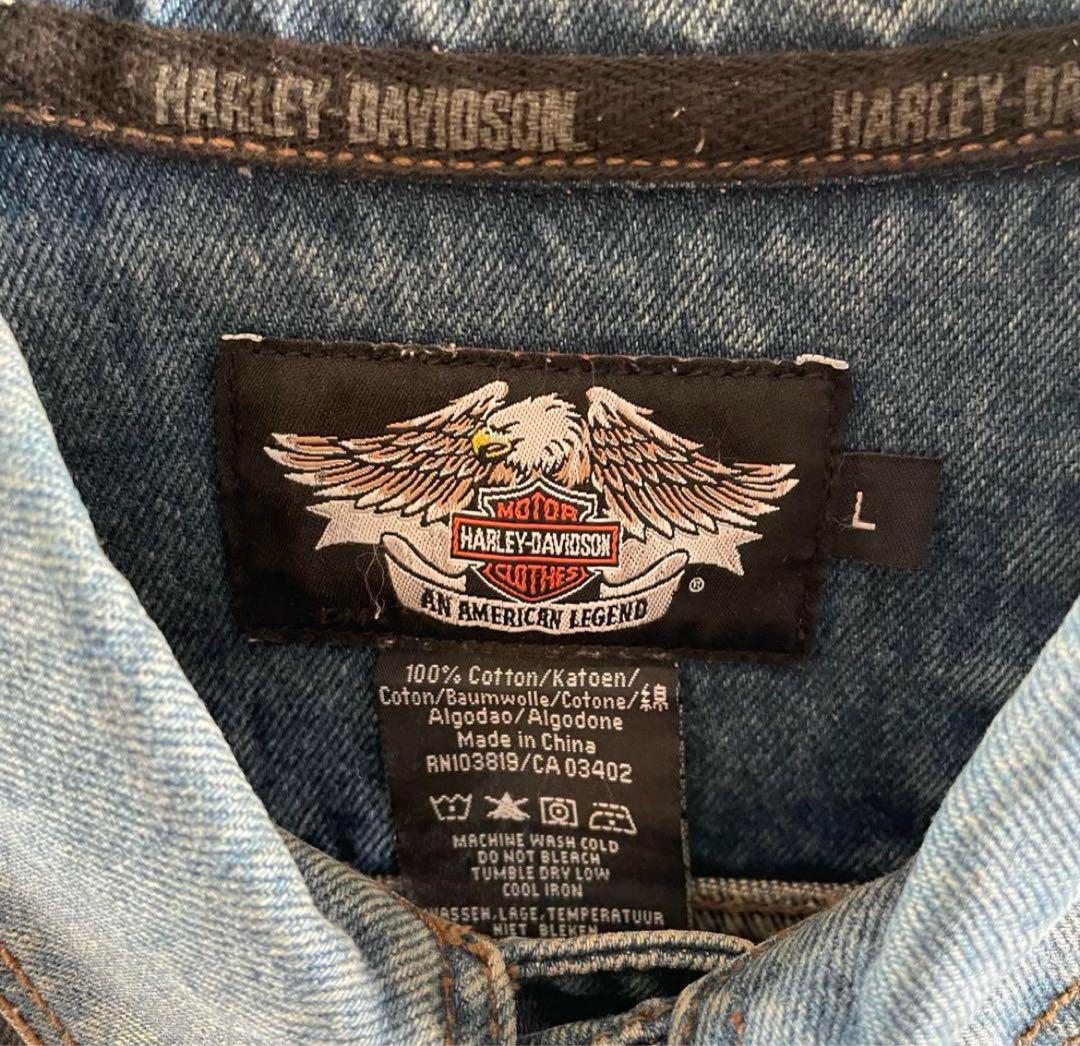 HARLEY-DAVIDSON HARLEY-DA
MOTOR
HARLEY-DAVIDSON
CLOTHES
AN AMERICAN LEGEND
®
L
100% Cotton/Katoen/
Coton/Baumwolle/Cotone/綿
Algodao/Algodone
Made in China
RN103819/CA 03402
MACHINE WASH COLD
DO NOT BLEACH
TUMBLE DRY LOW
COOL IRON
WASSEN.LAGE.TEMPERATUUR
NIET BLEKEN